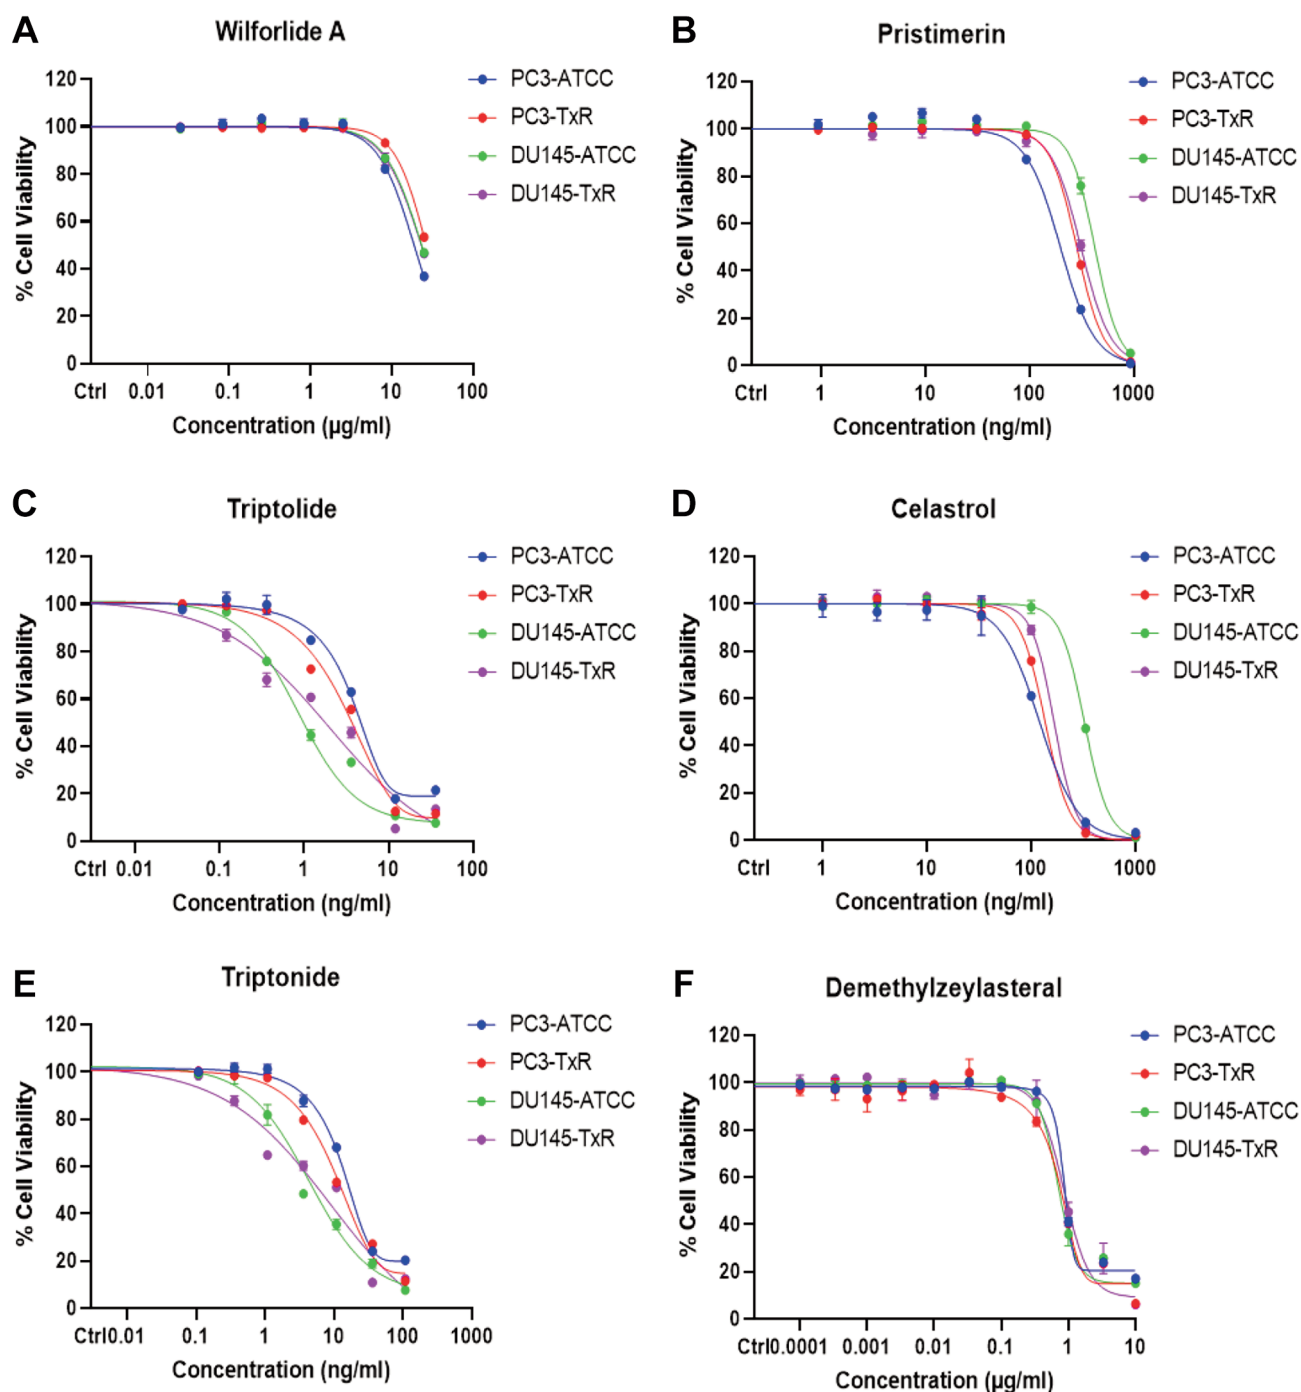 A
Wilforlide A
120
100
80
60
40
20
0
% Cell Viability
Ctrl 0.01 0.1 1 10 100
Concentration (µg/ml)
PC3-ATCC
PC3-TxR
DU145-ATCC
DU145-TxR
B
Pristimerin
120
100
80
60
40
20
0
% Cell Viability
Ctrl 1 10 100 1000
Concentration (ng/ml)
PC3-ATCC
PC3-TxR
DU145-ATCC
DU145-TxR
C
Triptolide
120
100
80
60
40
20
0
% Cell Viability
Ctrl 0.01 0.1 1 10 100
Concentration (ng/ml)
PC3-ATCC
PC3-TxR
DU145-ATCC
DU145-TxR
D
Celastrol
120
100
80
60
40
20
0
% Cell Viability
Ctrl 1 10 100 1000
Concentration (ng/ml)
PC3-ATCC
PC3-TxR
DU145-ATCC
DU145-TxR
E
Triptonide
120
100
80
60
40
20
0
% Cell Viability
Ctrl 0.01 0.1 1 10 100 1000
Concentration (ng/ml)
PC3-ATCC
PC3-TxR
DU145-ATCC
DU145-TxR
F
Demethylzeylasteral
120
100
80
60
40
20
0
% Cell Viability
Ctrl 0.0001 0.001 0.01 0.1 1 10
Concentration (µg/ml)
PC3-ATCC
PC3-TxR
DU145-ATCC
DU145-TxR